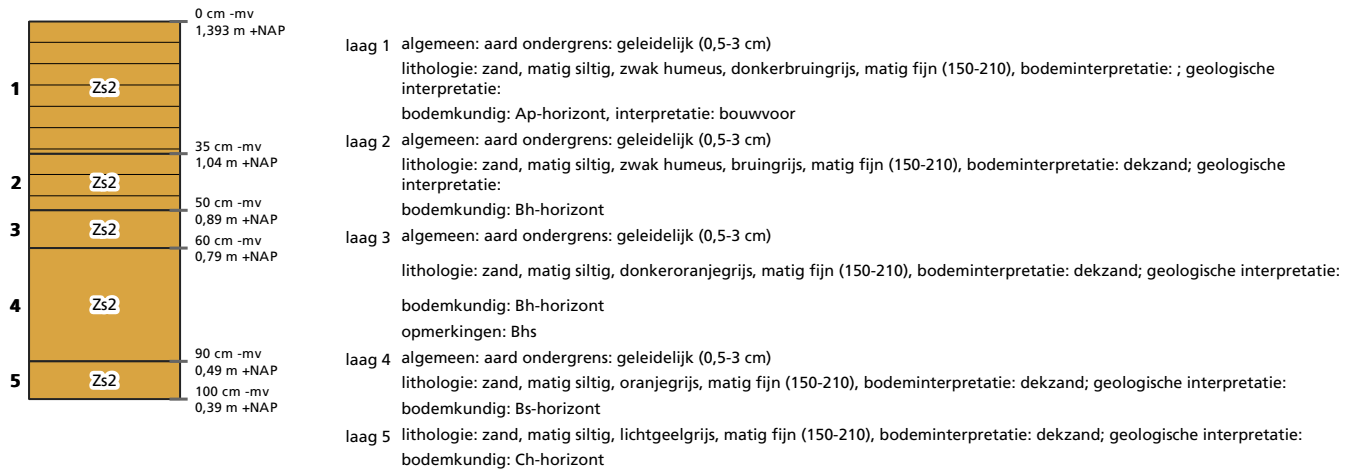 0 cm -mv
1,393 m +NAP
1
Zs2
35 cm -mv
1,04 m +NAP
2
Zs2
50 cm -mv
0,89 m +NAP
3
Zs2
60 cm -mv
0,79 m +NAP
4
Zs2
90 cm -mv
0,49 m +NAP
5
Zs2
100 cm -mv
0,39 m +NAP
laag 1 algemeen: aard ondergrens: geleidelijk (0,5-3 cm)
lithologie: zand, matig siltig, zwak humeus, donkerbruingrijs, matig fijn (150-210), bodeminterpretatie: ; geologische
interpretatie:
bodemkundig: Ap-horizont, interpretatie: bouwvoor
laag 2 algemeen: aard ondergrens: geleidelijk (0,5-3 cm)
lithologie: zand, matig siltig, zwak humeus, bruingrijs, matig fijn (150-210), bodeminterpretatie: dekzand; geologische
interpretatie:
bodemkundig: Bh-horizont
laag 3 algemeen: aard ondergrens: geleidelijk (0,5-3 cm)
lithologie: zand, matig siltig, donkeroranjegrijs, matig fijn (150-210), bodeminterpretatie: dekzand; geologische interpretatie:
bodemkundig: Bh-horizont
opmerkingen: Bhs
laag 4 algemeen: aard ondergrens: geleidelijk (0,5-3 cm)
lithologie: zand, matig siltig, oranjegrijs, matig fijn (150-210), bodeminterpretatie: dekzand; geologische interpretatie:
bodemkundig: Bs-horizont
laag 5 lithologie: zand, matig siltig, lichtgeelgrijs, matig fijn (150-210), bodeminterpretatie: dekzand; geologische interpretatie:
bodemkundig: Ch-horizont